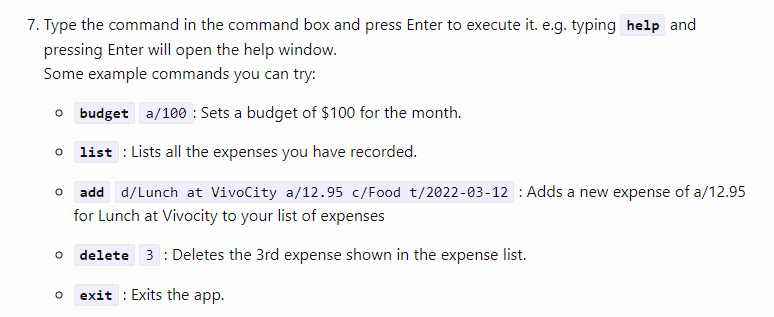 7. Type the command in the command box and press Enter to execute it. e.g. typing help and
pressing Enter will open the help window.
Some example commands you can try:
budget a/100 : Sets a budget of $100 for the month.
list : Lists all the expenses you have recorded.
add d/Lunch at VivoCity a/12.95 c/Food t/2022-03-12 : Adds a new expense of a/12.95
for Lunch at Vivocity to your list of expenses
delete 3 : Deletes the 3rd expense shown in the expense list.
exit : Exits the app.